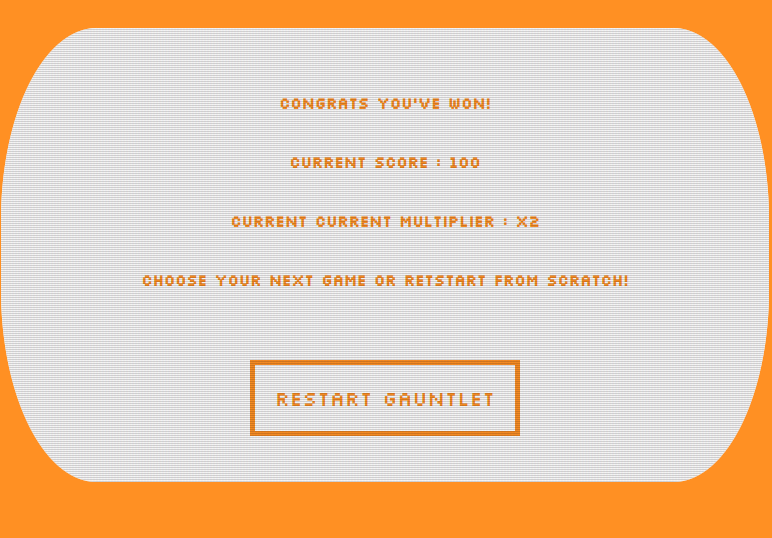 CONGRATS YOU'VE WON!
CURRENT SCORE : 100
CURRENT CURRENT MULTIPLIER : X2
CHOOSE YOUR NEXT GAME OR RETSTART FROM SCRATCH!
RESTART GAUNTLET